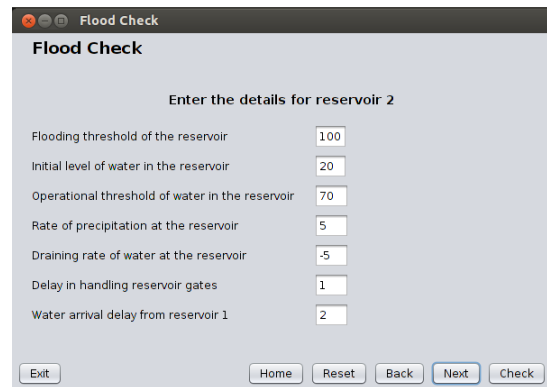 Flood Check
Flood Check
Enter the details for reservoir 2
Flooding threshold of the reservoir 100
Initial level of water in the reservoir 20
Operational threshold of water in the reservoir 70
Rate of precipitation at the reservoir 5
Draining rate of water at the reservoir -5
Delay in handling reservoir gates 1
Water arrival delay from reservoir 1 2
Exit Home Reset Back Next Check